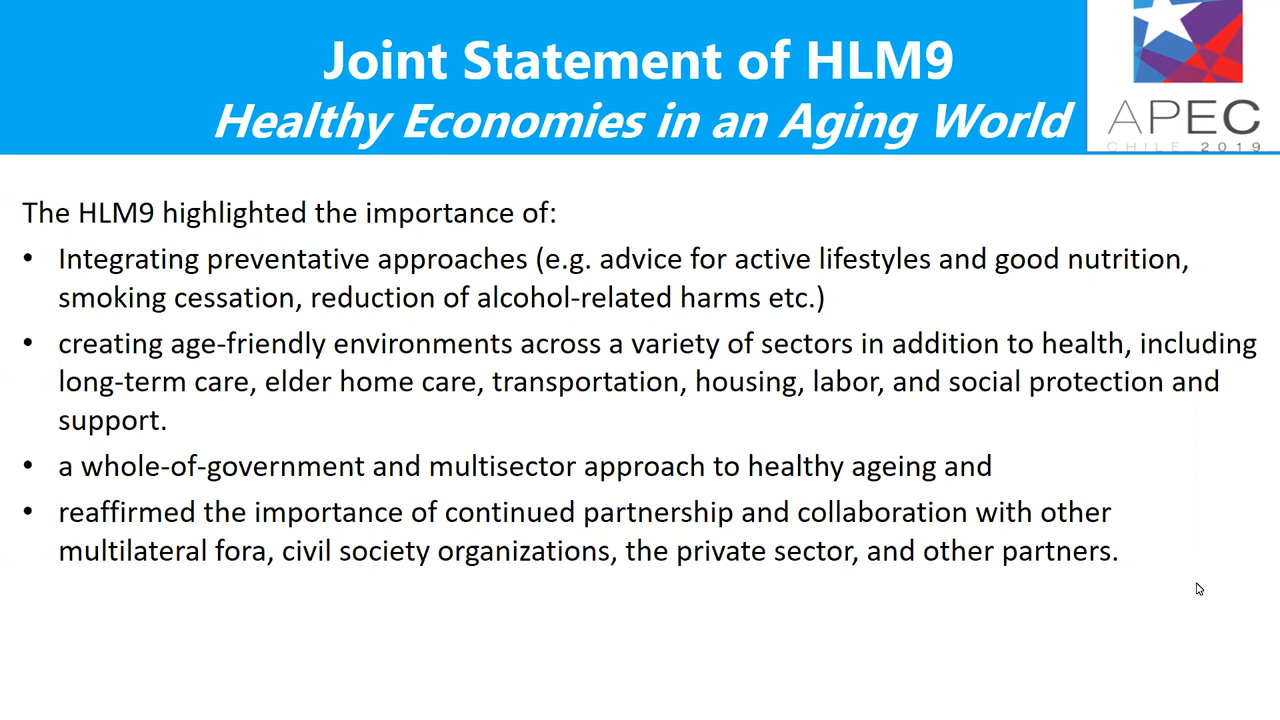 Joint Statement of HLM9
Healthy Economies in an Aging World
APEC
CHILE 2019
The HLM9 highlighted the importance of:
• Integrating preventative approaches (e.g. advice for active lifestyles and good nutrition,
smoking cessation, reduction of alcohol-related harms etc.)
• creating age-friendly environments across a variety of sectors in addition to health, including
long-term care, elder home care, transportation, housing, labor, and social protection and
support.
• a whole-of-government and multisector approach to healthy ageing and
• reaffirmed the importance of continued partnership and collaboration with other
multilateral fora, civil society organizations, the private sector, and other partners.